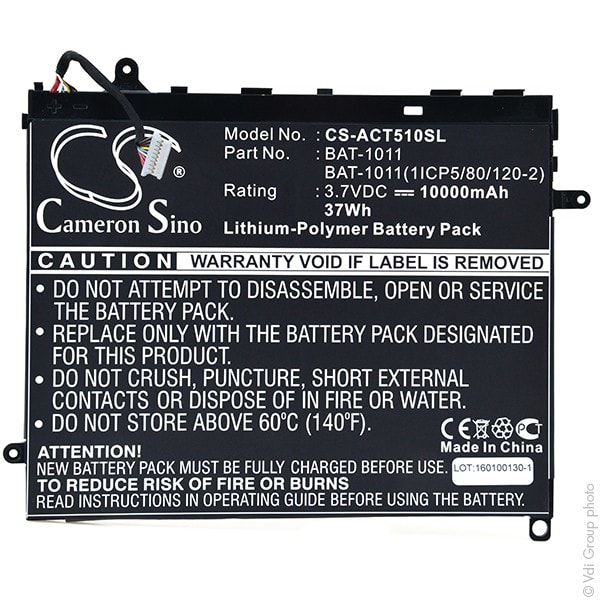 Cameron Sino
Model No. : CS-ACT510SL
Part No. : BAT-1011
BAT-1011(1ICP5/80/120-2)
Rating : 3.7VDC ⎓ 10000mAh
37Wh
Lithium-Polymer Battery Pack
CAUTION WARRANTY VOID IF LABEL IS REMOVED
• DO NOT ATTEMPT TO DISASSEMBLE, OPEN OR SERVICE
THE BATTERY PACK.
• REPLACE ONLY WITH THE BATTERY PACK DESIGNATED
FOR THIS PRODUCT.
• DO NOT CRUSH, PUNCTURE, SHORT EXTERNAL
CONTACTS OR DISPOSE OF IN FIRE OR WATER.
• DO NOT STORE ABOVE 60ºC (140ºF).
ATTENTION!
NEW BATTERY PACK MUST BE FULLY CHARGED BEFORE USE.
TO REDUCE RISK OF FIRE OR BURNS
READ INSTRUCTIONS IN OPERATING GUIDE BEFORE USE.
CE
Made In China
LOT:160100130-1
© Vdi Group photo